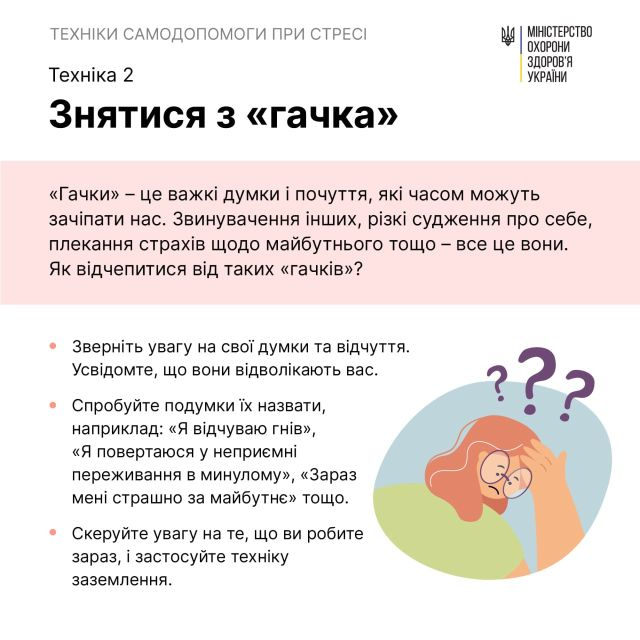 ТЕХНІКИ САМОДОПОМОГИ ПРИ СТРЕСІ
МІНІСТЕРСТВО
ОХОРОНИ
ЗДОРОВ'Я
УКРАЇНИ
Техніка 2
Знятися з «гачка»
«Гачки» – це важкі думки і почуття, які часом можуть
зачіпати нас. Звинувачення інших, різкі судження про себе,
плекання страхів щодо майбутнього тощо – все це вони.
Як відчепитися від таких «гачків»?
• Зверніть увагу на свої думки та відчуття.
Усвідомте, що вони відволікають вас.
• Спробуйте подумки їх назвати,
наприклад: «Я відчуваю гнів»,
«Я повертаюся у неприємні
переживання в минулому», «Зараз
мені страшно за майбутнє» тощо.
• Скеруйте увагу на те, що ви робите
зараз, і застосуйте техніку
заземлення.
???